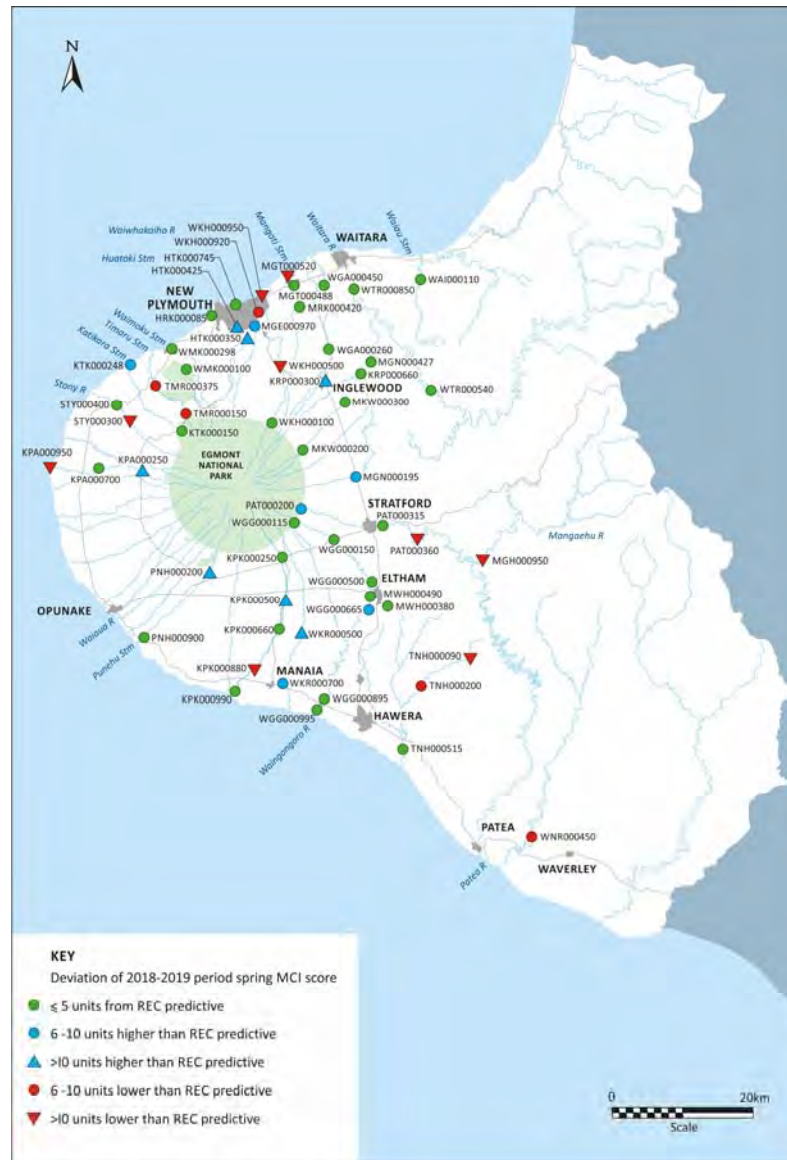 N
WKH000950
Waiwhakaiho R
WKH000920
Mangati Stm
Waitara R
Waiau Stm
HTK000745
WAITARA
Huatoki Stm
HTK000425
MGT000520
NEW
PLYMOUTH
WGA000450
WAI000110
MGT000488
WTR000850
HRK000085
MRK000420
Waimoku Stm
MGE000970
Timaru Stm
HTK000350
Katikara Stm
WMK000298
WGA000260
MGN000427
KTK000248
WMK000100
WKH000500
KRP000660
KRP000300
INGLEWOOD
TMR000375
WTR000540
Stony R
STY000400
MKW000300
TMR000150
STY000300
WKH000100
KTK000150
KPA000950
KPA000250
EGMONT
NATIONAL
PARK
MKW000200
KPA000700
MGN000195
PAT000200
STRATFORD
WGG000115
PAT000315
Mangaehu R
WGG000150
PAT000360
KPK000250
MGH000950
PNH000200
WGG000500
ELTHAM
MWH000490
OPUNAKE
KPK000500
WGG000665
MWH000380
Waiaua R
KPK000660
WKR000500
PNH000900
Punehu Stm
TNH000090
KPK000880
MANAIA
WKR000700
TNH000200
KPK000990
WGG000895
WGG000995
HAWERA
Waingongoro R
TNH000515
PATEA
WNR000450
WAVERLEY
Patea R
KEY
Deviation of 2018-2019 period spring MCI score
⩽ 5 units from REC predictive
6 -10 units higher than REC predictive
>10 units higher than REC predictive
6 -10 units lower than REC predictive
>10 units lower than REC predictive
0 20km
Scale